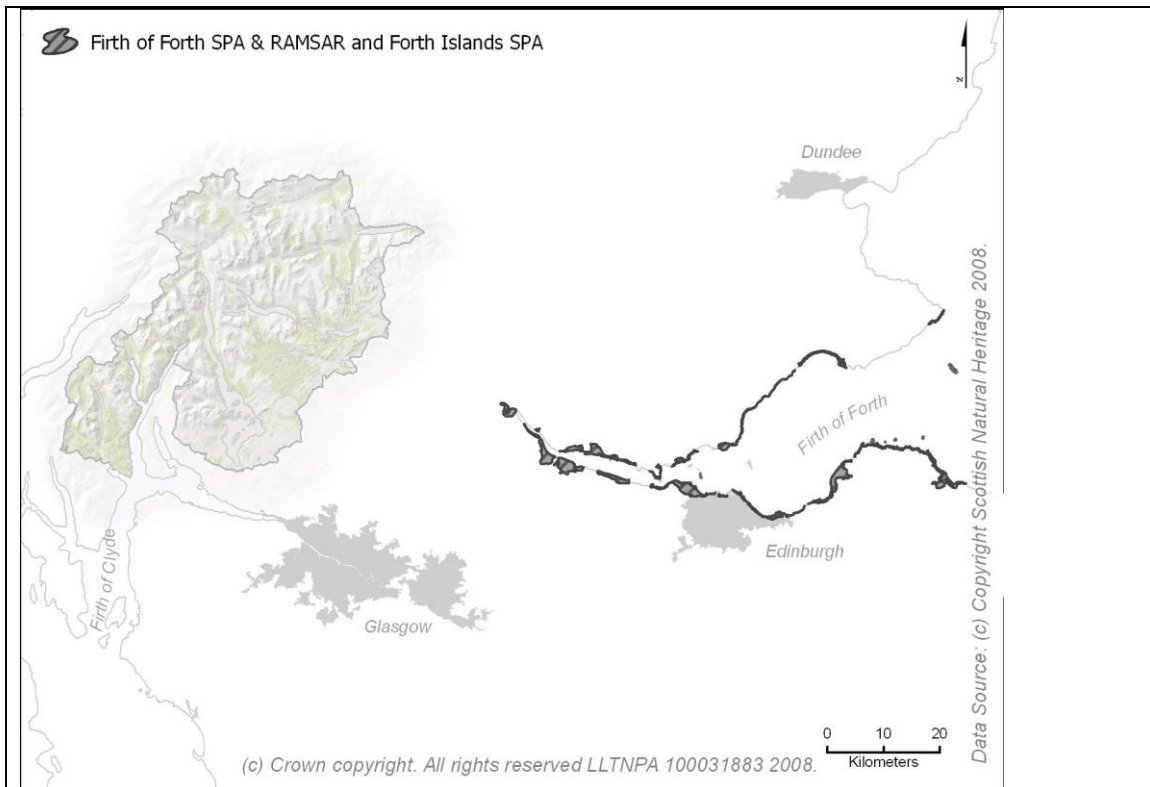 Firth of Forth SPA & RAMSAR and Forth Islands SPA
N
Dundee
Firth of Forth
Edinburgh
Firth of Clyde
Glasgow
0 10 20
Kilometers
(c) Crown copyright. All rights reserved LLTNPA 100031883 2008.
Data Source: (c) Copyright Scottish Natural Heritage 2008.